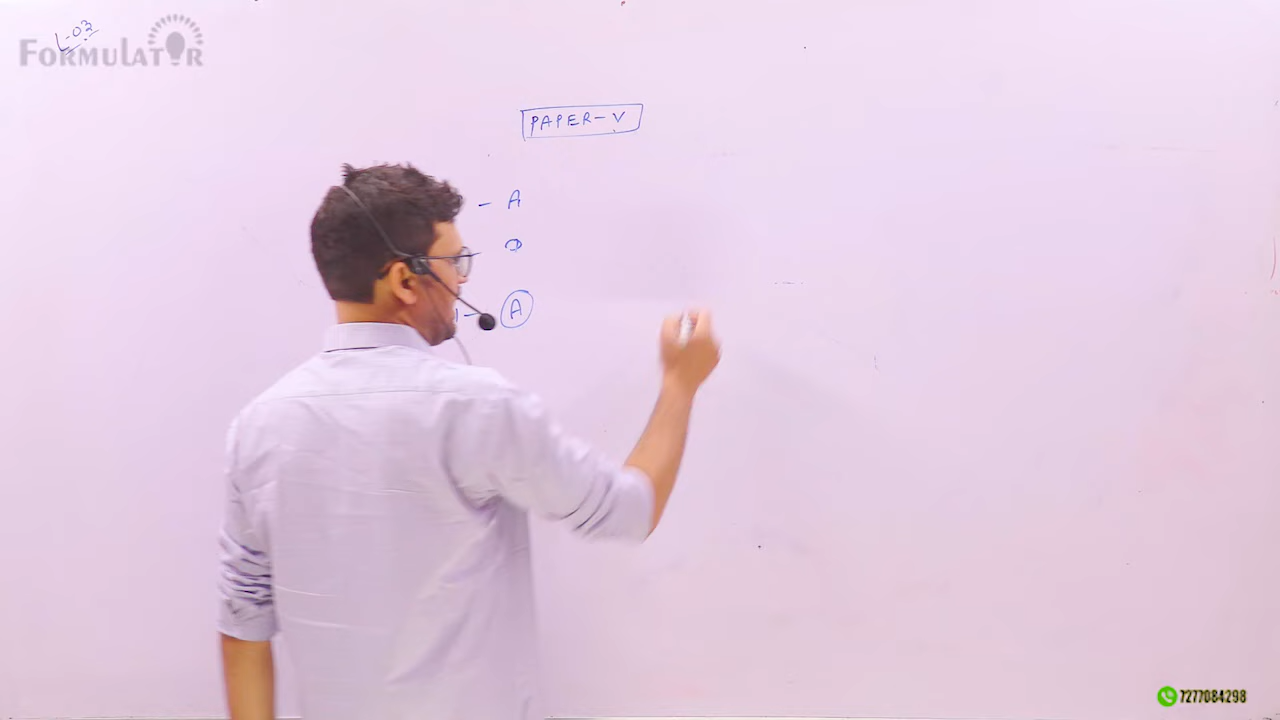 L-03
FORMULATOR
PAPER-V
- A
- A
7277084298